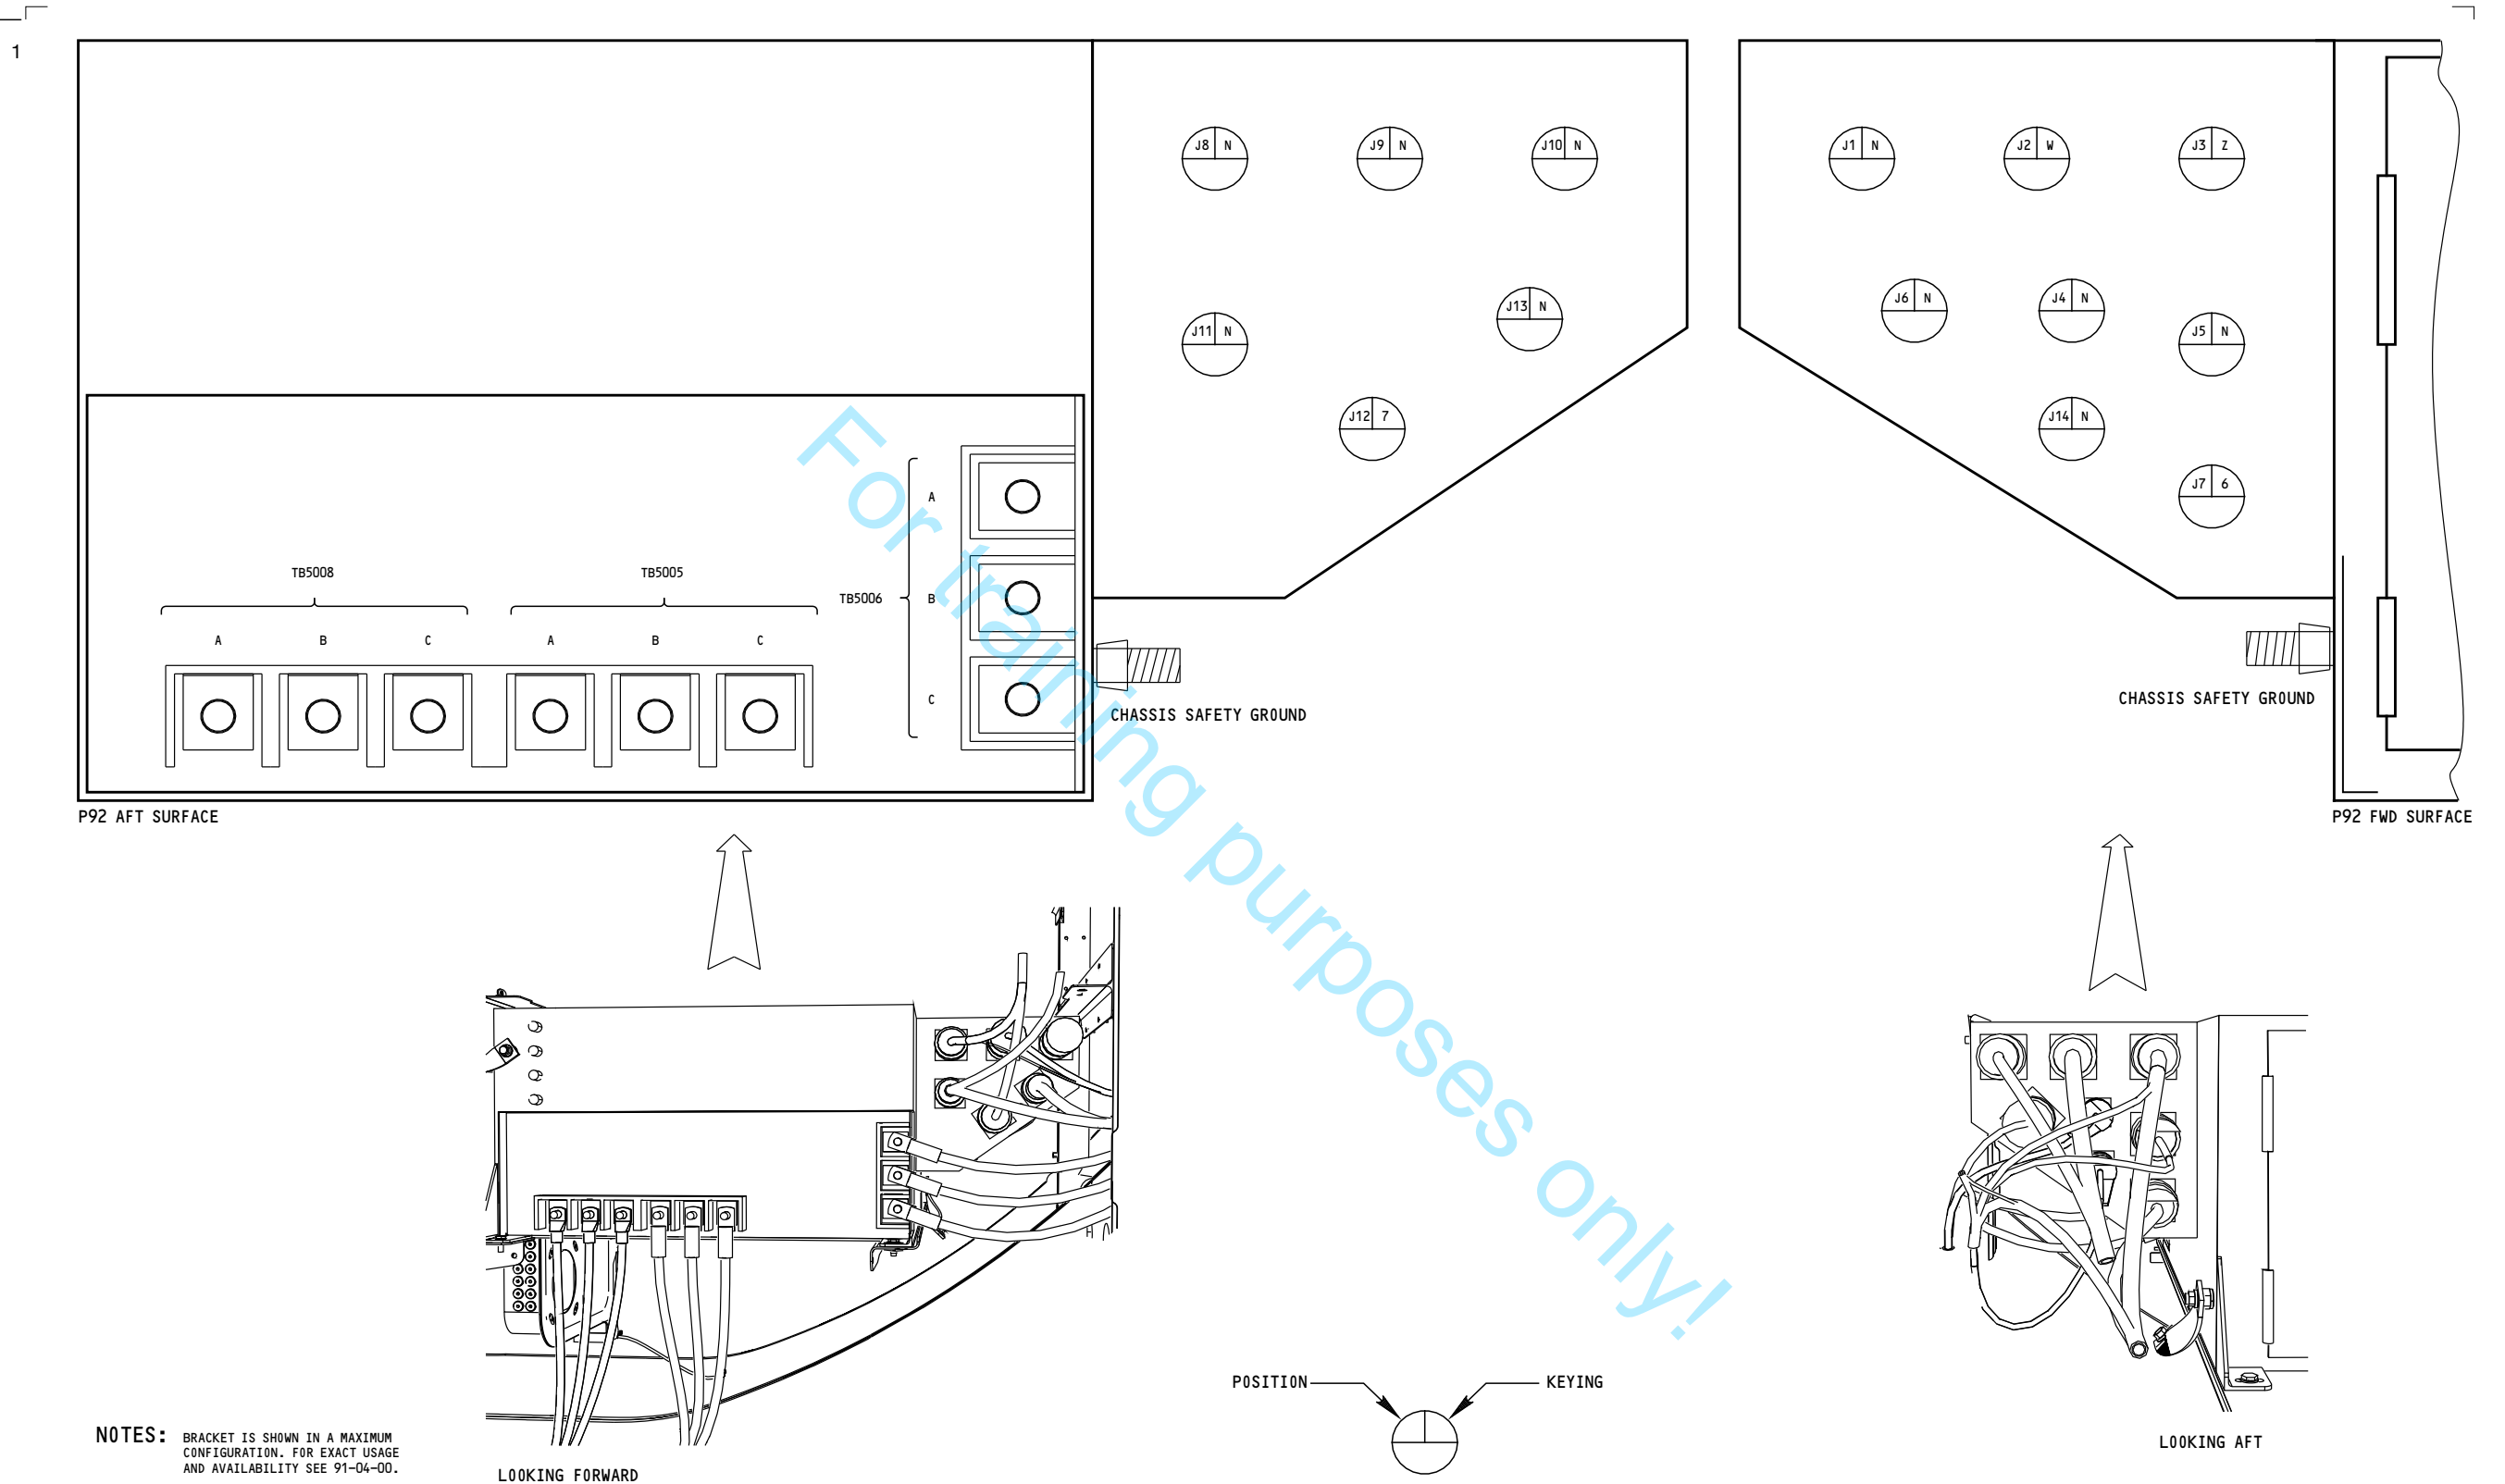 1
J8 N
J9 N
J10 N
J11 N
J13 N
J12 7
J1 N
J2 W
J3 Z
J6 N
J4 N
J5 N
J14 N
J7 6
TB5008
A B C
TB5005
A B C
TB5006
A
B
C
CHASSIS SAFETY GROUND
CHASSIS SAFETY GROUND
P92 AFT SURFACE
P92 FWD SURFACE
For training purposes only!
POSITION
KEYING
NOTES: BRACKET IS SHOWN IN A MAXIMUM
CONFIGURATION. FOR EXACT USAGE
AND AVAILABILITY SEE 91-04-00.
LOOKING FORWARD
LOOKING AFT